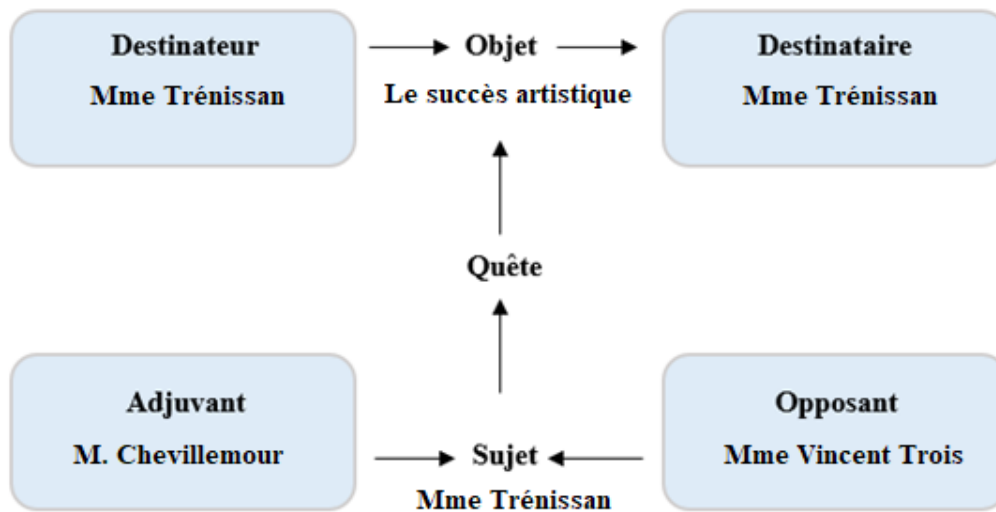 Destinateur
Mme Trénissan
Objet
Le succès artistique
Destinataire
Mme Trénissan
Quête
Adjuvant
M. Chevillemour
Sujet
Mme Trénissan
Opposant
Mme Vincent Trois